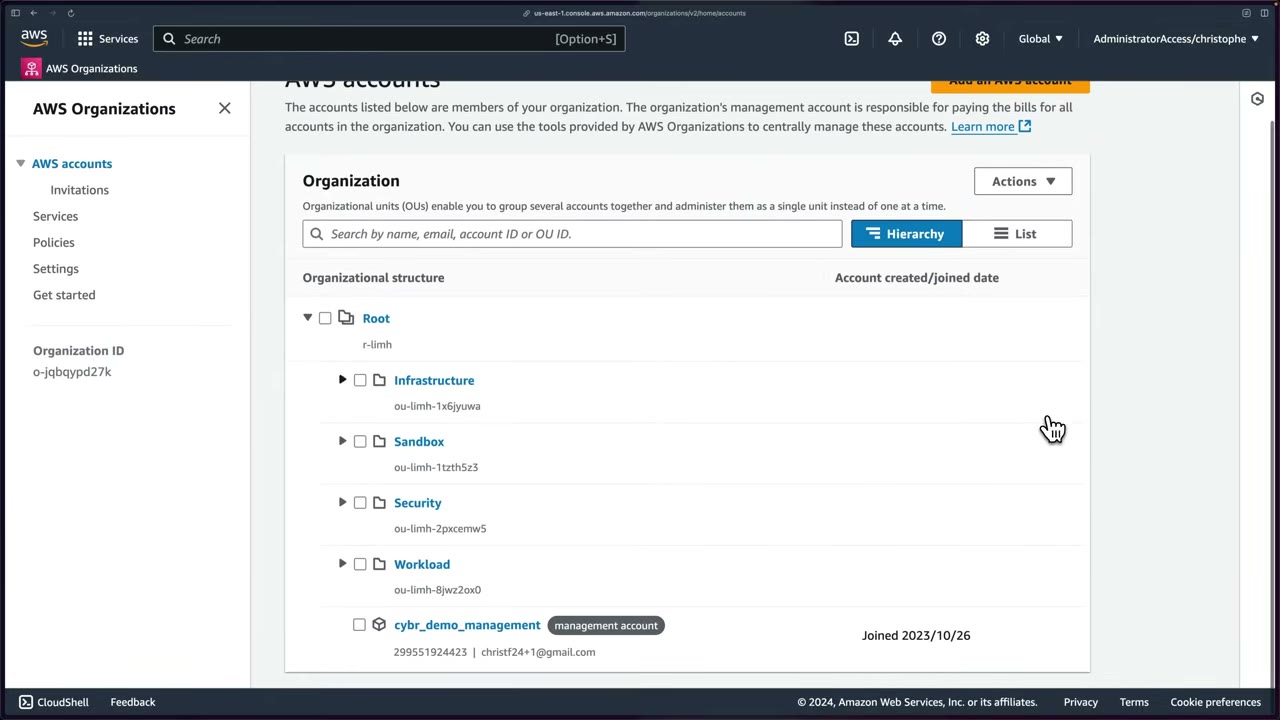 us-east-1.console.aws.amazon.com/organizations/v2/home/accounts
aws
Services
Search
[Option+S]
Global
AdministratorAccess/christophe
AWS Organizations
AWS Organizations
AWS accounts
Invitations
Services
Policies
Settings
Get started
Organization ID
o-jqbqypd27k
AWS accounts
Add an AWS account
The accounts listed below are members of your organization. The organization's management account is responsible for paying the bills for all
accounts in the organization. You can use the tools provided by AWS Organizations to centrally manage these accounts. Learn more
Organization
Actions
Organizational units (OUs) enable you to group several accounts together and administer them as a single unit instead of one at a time.
Search by name, email, account ID or OU ID.
Hierarchy
List
Organizational structure
Account created/joined date
Root
r-limh
Infrastructure
ou-limh-1x6jyuwa
Sandbox
ou-limh-1tzth5z3
Security
ou-limh-2pxcemw5
Workload
ou-limh-8jwz2ox0
cybr_demo_management
management account
Joined 2023/10/26
299551924423 | christf24+1@gmail.com
CloudShell
Feedback
© 2024, Amazon Web Services, Inc. or its affiliates.
Privacy
Terms
Cookie preferences